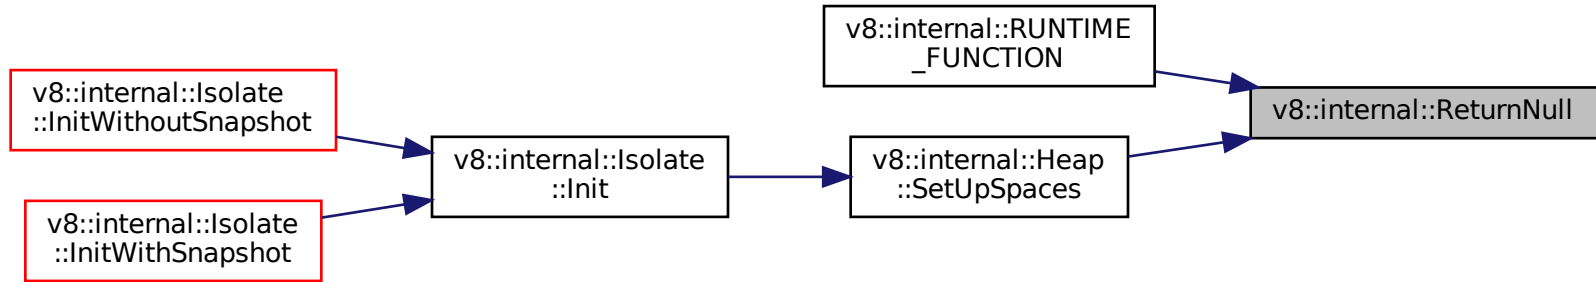 v8::internal::RUNTIME
_FUNCTION
v8::internal::Isolate
::InitWithoutSnapshot
v8::internal::ReturnNull
v8::internal::Isolate
::Init
v8::internal::Heap
::SetUpSpaces
v8::internal::Isolate
::InitWithSnapshot